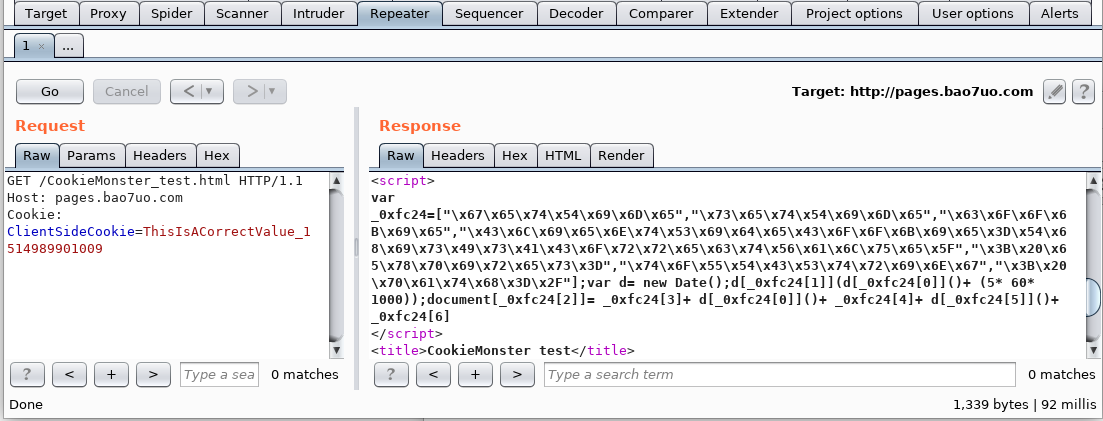 Target Proxy Spider Scanner Intruder Repeater Sequencer Decoder Comparer Extender Project options User options Alerts
1 × ...
Go Cancel < ▼ > ▼ Target: http://pages.bao7uo.com ?
Request
Raw Params Headers Hex
GET /CookieMonster_test.html HTTP/1.1
Host: pages.bao7uo.com
Cookie:
ClientSideCookie=ThisIsACorrectValue_1
514989901009
? < + > Type a sea 0 matches
Response
Raw Headers Hex HTML Render
<script>
var
_0xfc24=["\x67\x65\x74\x54\x69\x6D\x65","\x73\x65\x74\x54\x69\x6D\x65","\x63\x6F\x6F\x6
B\x69\x65","\x43\x6C\x69\x65\x6E\x74\x53\x69\x64\x65\x43\x6F\x6F\x6B\x69\x65\x3D\x54\x6
8\x69\x73\x49\x73\x41\x43\x6F\x72\x72\x65\x63\x74\x56\x61\x6C\x75\x65\x5F","\x3B\x20\x6
5\x78\x70\x69\x72\x65\x73\x3D","\x74\x6F\x55\x54\x43\x53\x74\x72\x69\x6E\x67","\x3B\x20
\x70\x61\x74\x68\x3D\x2F"];var d= new Date();d[_0xfc24[1]](d[_0xfc24[0]]()+ (5* 60*
1000));document[_0xfc24[2]]= _0xfc24[3]+ d[_0xfc24[0]]()+ _0xfc24[4]+ d[_0xfc24[5]]()+
_0xfc24[6]
</script>
<title>CookieMonster test</title>
? < + > Type a search term 0 matches
Done 1,339 bytes | 92 millis